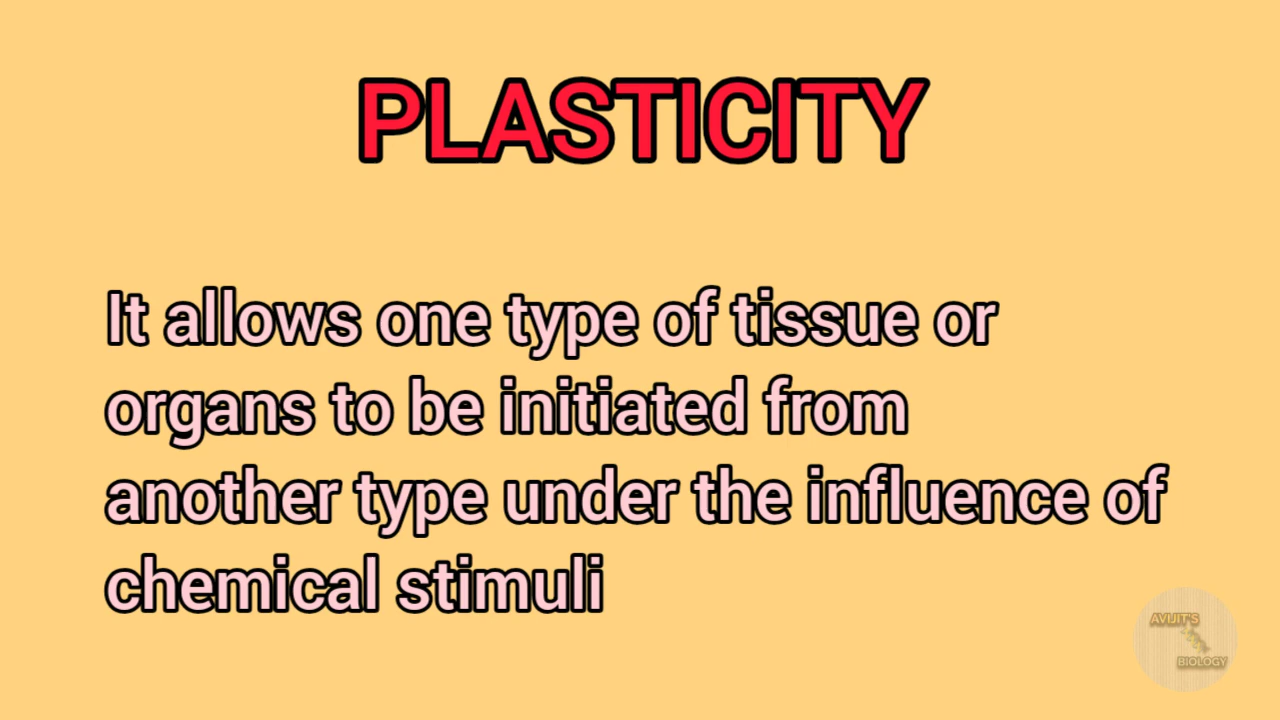 PLASTICITY
It allows one type of tissue or
organs to be initiated from
another type under the influence of
chemical stimuli
AVIJIT'S
BIOLOGY